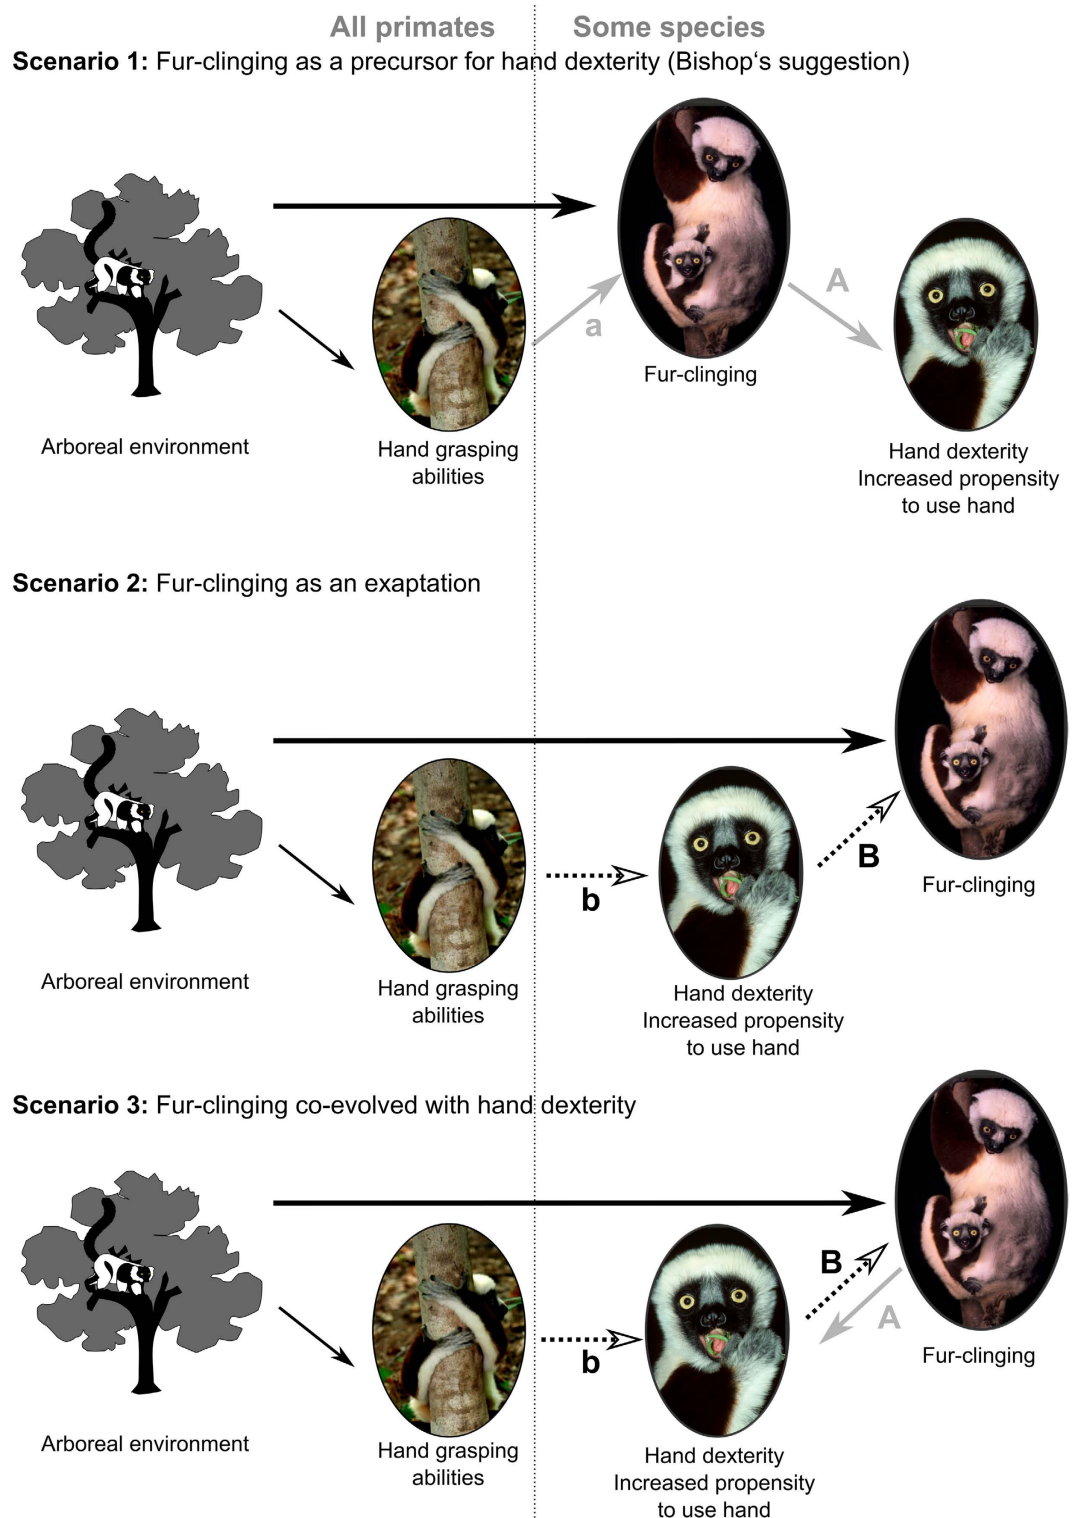 All primates
Some species
Scenario 1: Fur-clinging as a precursor for hand dexterity (Bishop‘s suggestion)
a
A
Fur-clinging
Arboreal environment
Hand grasping
abilities
Hand dexterity
Increased propensity
to use hand
Scenario 2: Fur-clinging as an exaptation
b
B
Fur-clinging
Arboreal environment
Hand grasping
abilities
Hand dexterity
Increased propensity
to use hand
Scenario 3: Fur-clinging co-evolved with hand dexterity
b
B
A
Fur-clinging
Arboreal environment
Hand grasping
abilities
Hand dexterity
Increased propensity
to use hand